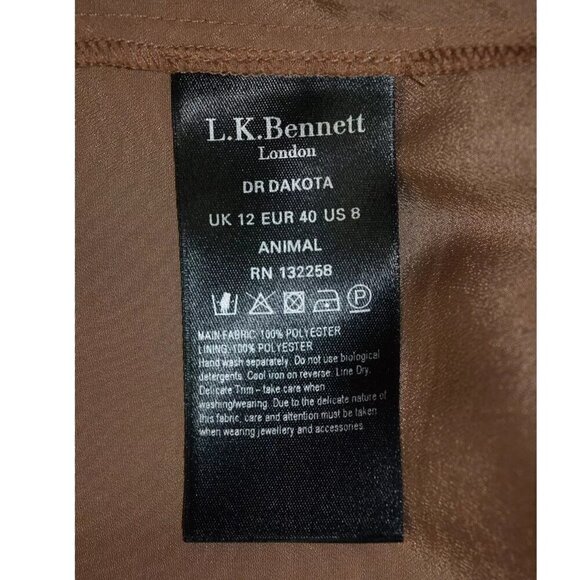 L.K.Bennett
London
DR DAKOTA
UK 12 EUR 40 US 8
ANIMAL
RN 132258
P
MAIN FABRIC: 100% POLYESTER
LINING: 100% POLYESTER
Hand wash separately. Do not use biological
detergents. Cool iron on reverse. Line Dry.
Delicate Trim – take care when
washing/wearing. Due to the delicate nature of
this fabric, care and attention must be taken
when wearing jewellery and accessories